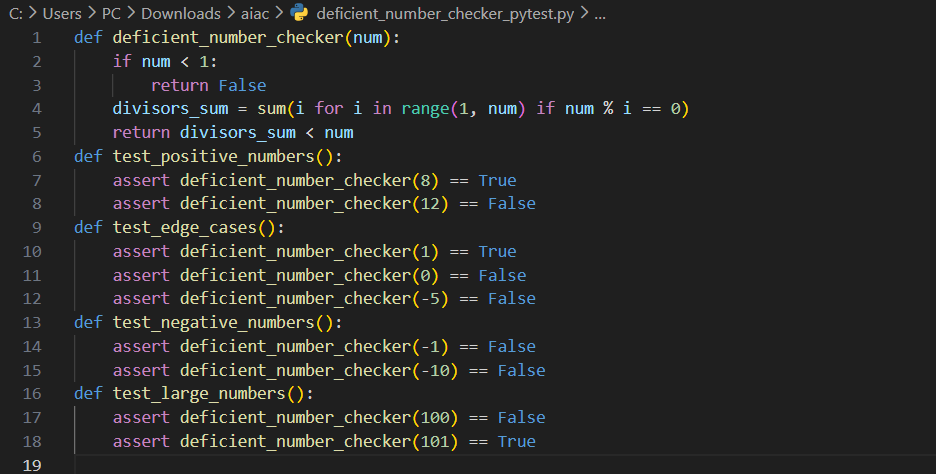 C: > Users > PC > Downloads > aiac > deficient_number_checker_pytest.py > ...
1 def deficient_number_checker(num):
2     if num < 1:
3         return False
4     divisors_sum = sum(i for i in range(1, num) if num % i == 0)
5     return divisors_sum < num
6 def test_positive_numbers():
7     assert deficient_number_checker(8) == True
8     assert deficient_number_checker(12) == False
9 def test_edge_cases():
10     assert deficient_number_checker(1) == True
11     assert deficient_number_checker(0) == False
12     assert deficient_number_checker(-5) == False
13 def test_negative_numbers():
14     assert deficient_number_checker(-1) == False
15     assert deficient_number_checker(-10) == False
16 def test_large_numbers():
17     assert deficient_number_checker(100) == False
18     assert deficient_number_checker(101) == True
19